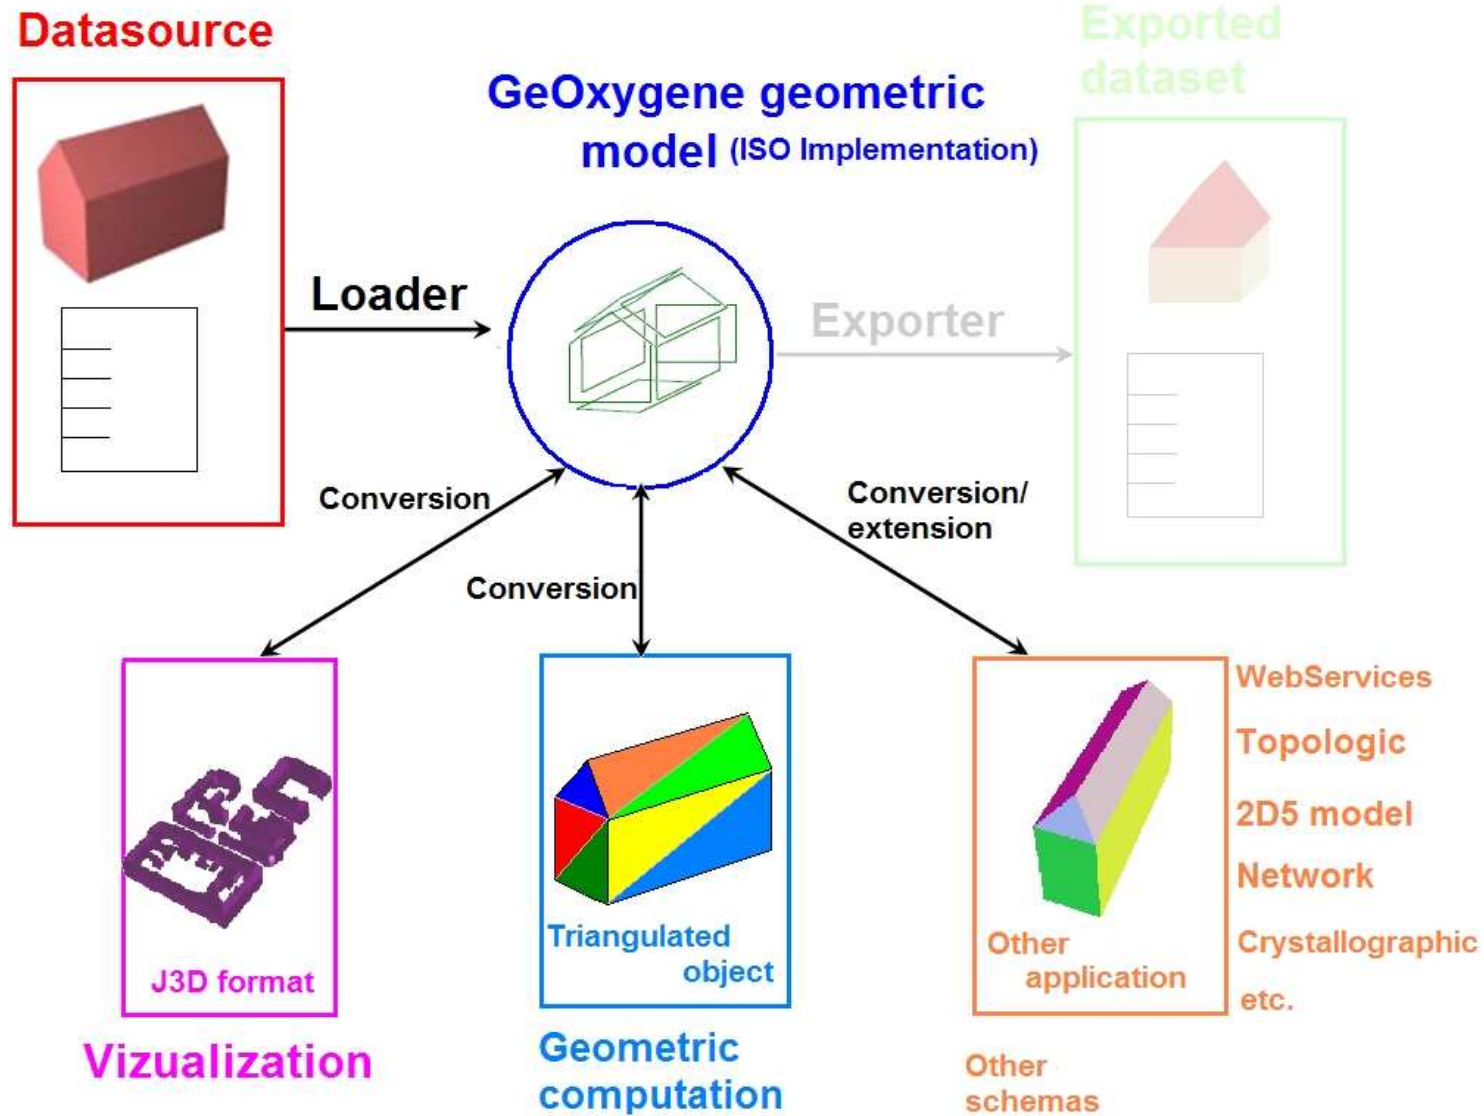 Datasource
GeOxygene geometric
model (ISO Implementation)
Exported
dataset
Loader
Exporter
Conversion
Conversion
Conversion/
extension
J3D format
Vizualization
Triangulated
object
Geometric
computation
Other
application
Other
schemas
WebServices
Topologic
2D5 model
Network
Crystallographic
etc.